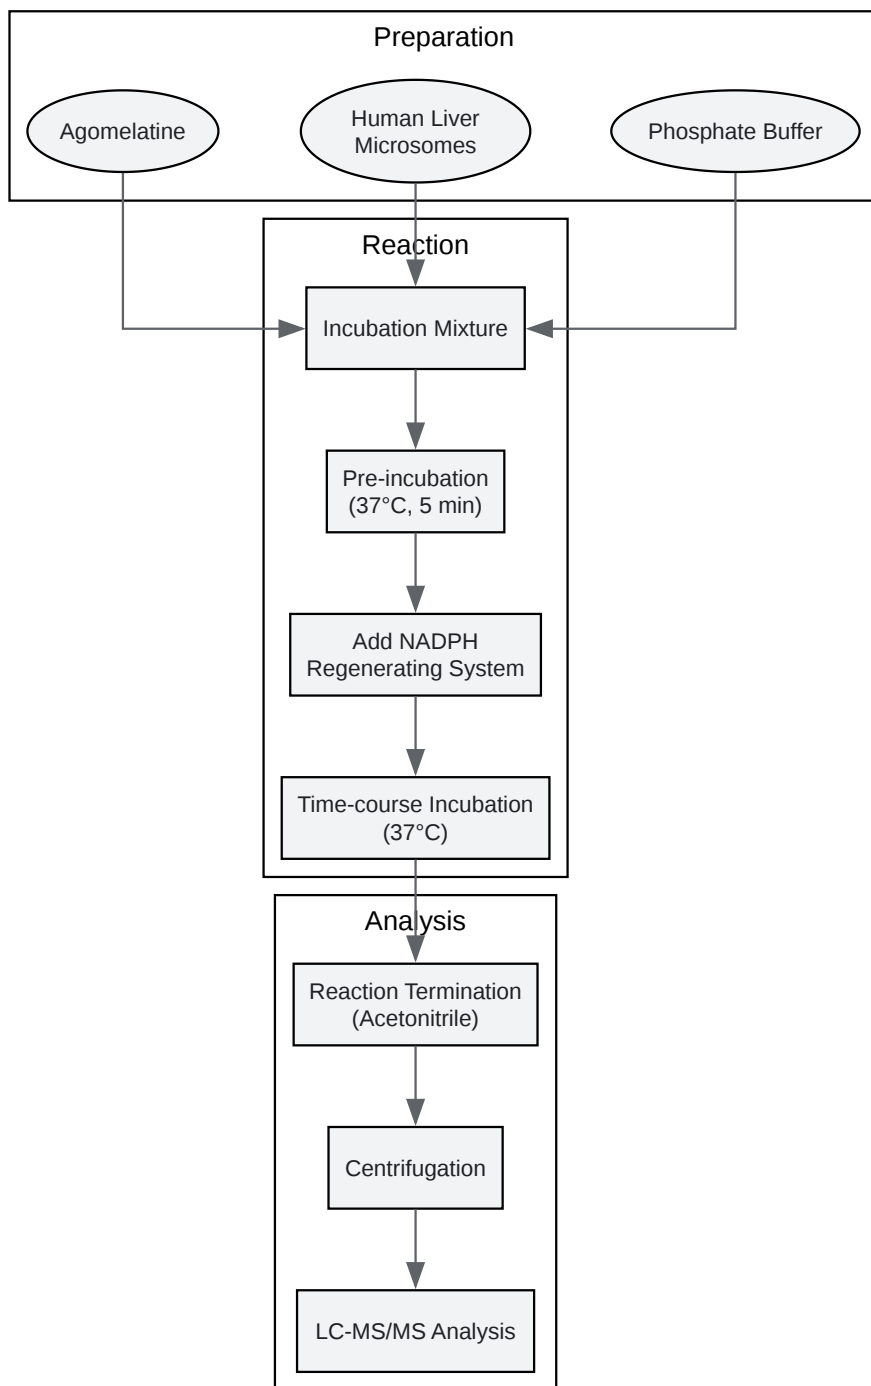 Preparation
Agomelatine
Human Liver
Microsomes
Phosphate Buffer
Reaction
Incubation Mixture
Pre-incubation
(37°C, 5 min)
Add NADPH
Regenerating System
Time-course Incubation
(37°C)
Analysis
Reaction Termination
(Acetonitrile)
Centrifugation
LC-MS/MS Analysis